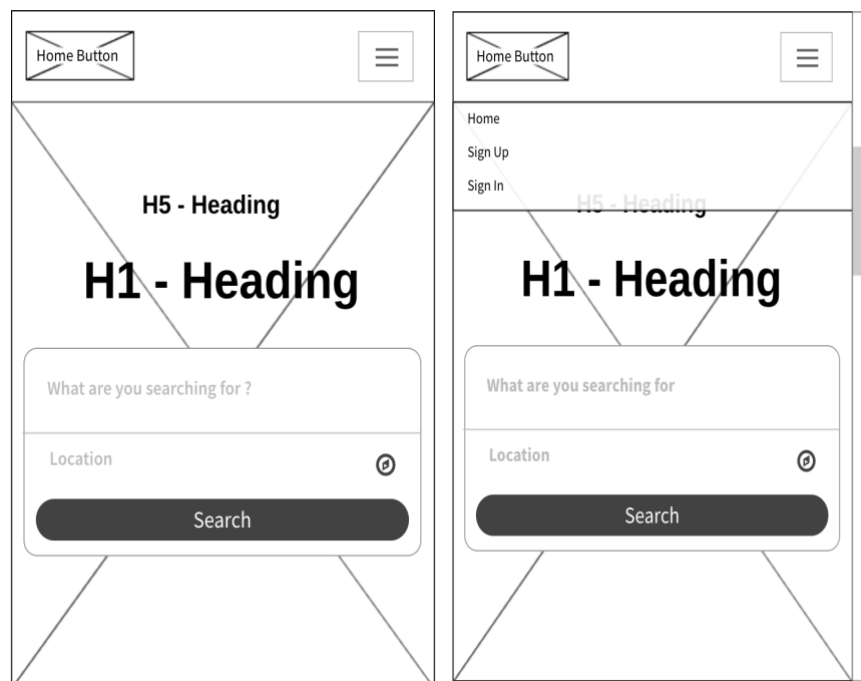 Home Button
H5 - Heading
H1 - Heading
What are you searching for ?
Location
Search
Home Button
Home
Sign Up
Sign In
H5 - Heading
H1 - Heading
What are you searching for
Location
Search